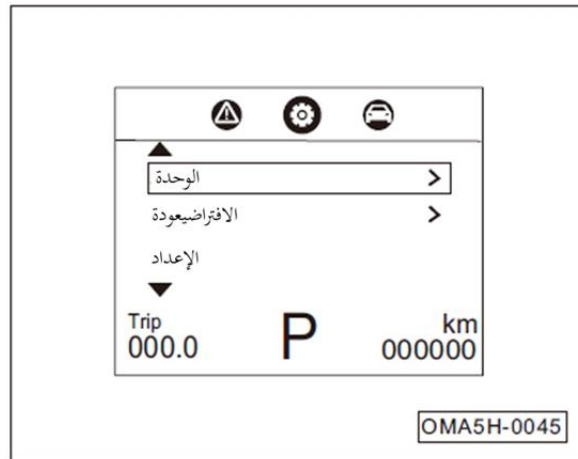 الوحدة
>
الافتراضيعودة
>
الإعداد
Trip
000.0
P
km
000000
OMA5H-0045